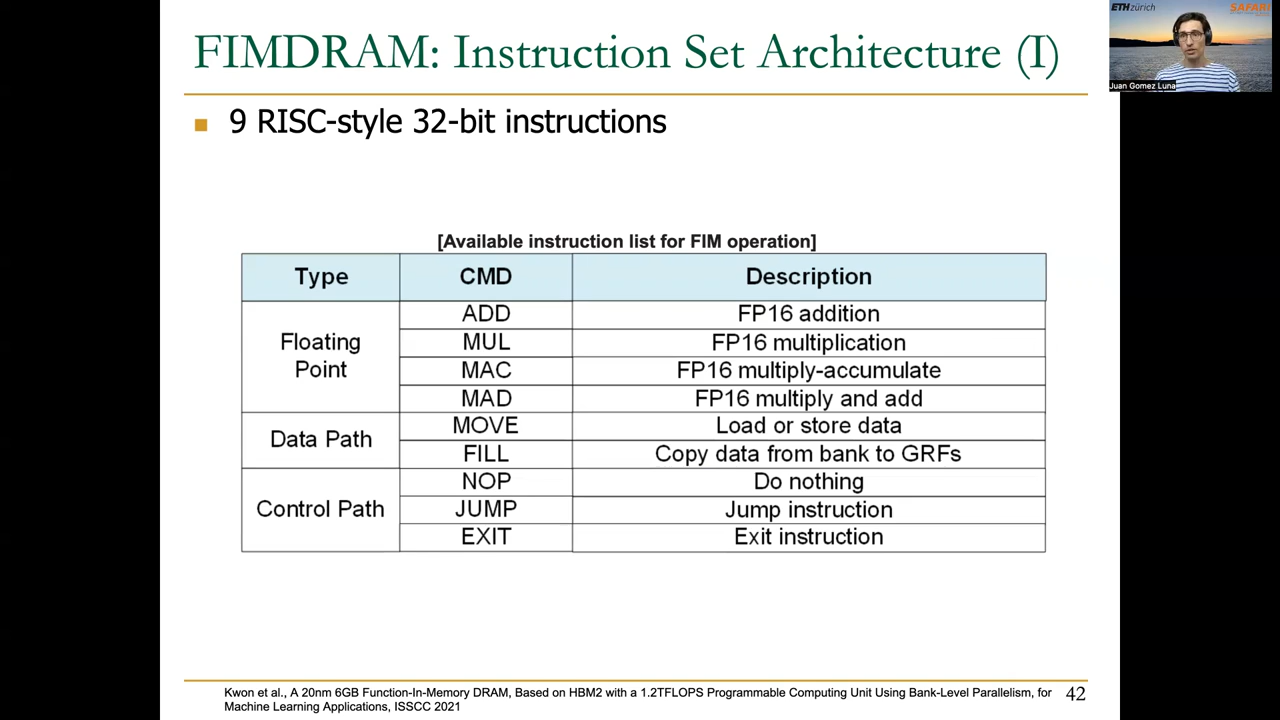 FIMDRAM: Instruction Set Architecture (I)
ETHzürich
SAFARI
Juan Gomez Luna
9 RISC-style 32-bit instructions
[Available instruction list for FIM operation]
Type CMD Description
Floating Point
ADD FP16 addition
MUL FP16 multiplication
MAC FP16 multiply-accumulate
MAD FP16 multiply and add
Data Path
MOVE Load or store data
FILL Copy data from bank to GRFs
Control Path
NOP Do nothing
JUMP Jump instruction
EXIT Exit instruction
Kwon et al., A 20nm 6GB Function-In-Memory DRAM, Based on HBM2 with a 1.2TFLOPS Programmable Computing Unit Using Bank-Level Parallelism, for
Machine Learning Applications, ISSCC 2021
42